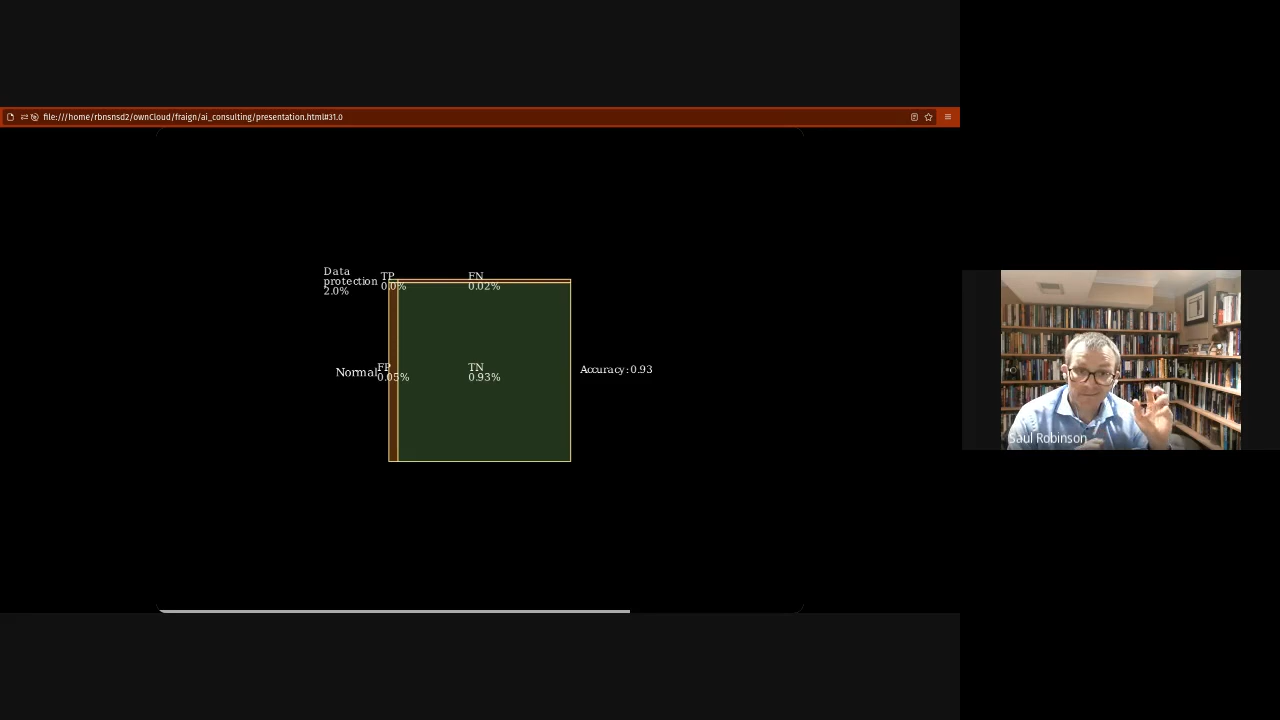 file:///home/rbnsnsd2/ownCloud/fraign/ai_consulting/presentation.html#31.0
Data
protection
2.0%
TP
0.0%
FN
0.02%
Normal
FP
0.05%
TN
0.93%
Accuracy: 0.93
Saul Robinson